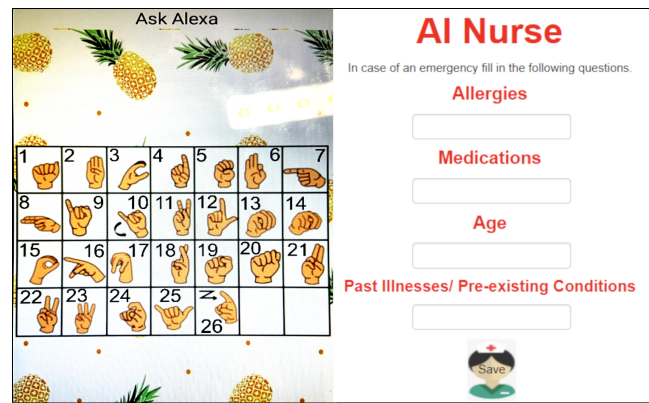 Ask Alexa
1 2 3 4 5 6 7
8 9 10 11 12 13 14
15 16 17 18 19 20 21
22 23 24 25 26
AI Nurse
In case of an emergency fill in the following questions.
Allergies
Medications
Age
Past Illnesses/ Pre-existing Conditions
Save